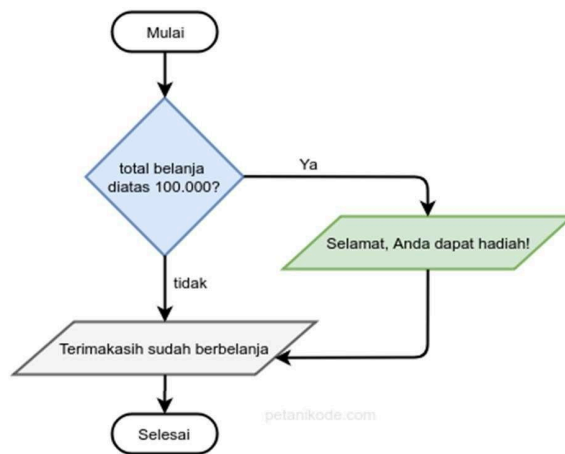 Mulai
total belanja
diatas 100.000?
Ya
Selamat, Anda dapat hadiah!
tidak
Terimakasih sudah berbelanja
petanikode.com
Selesai